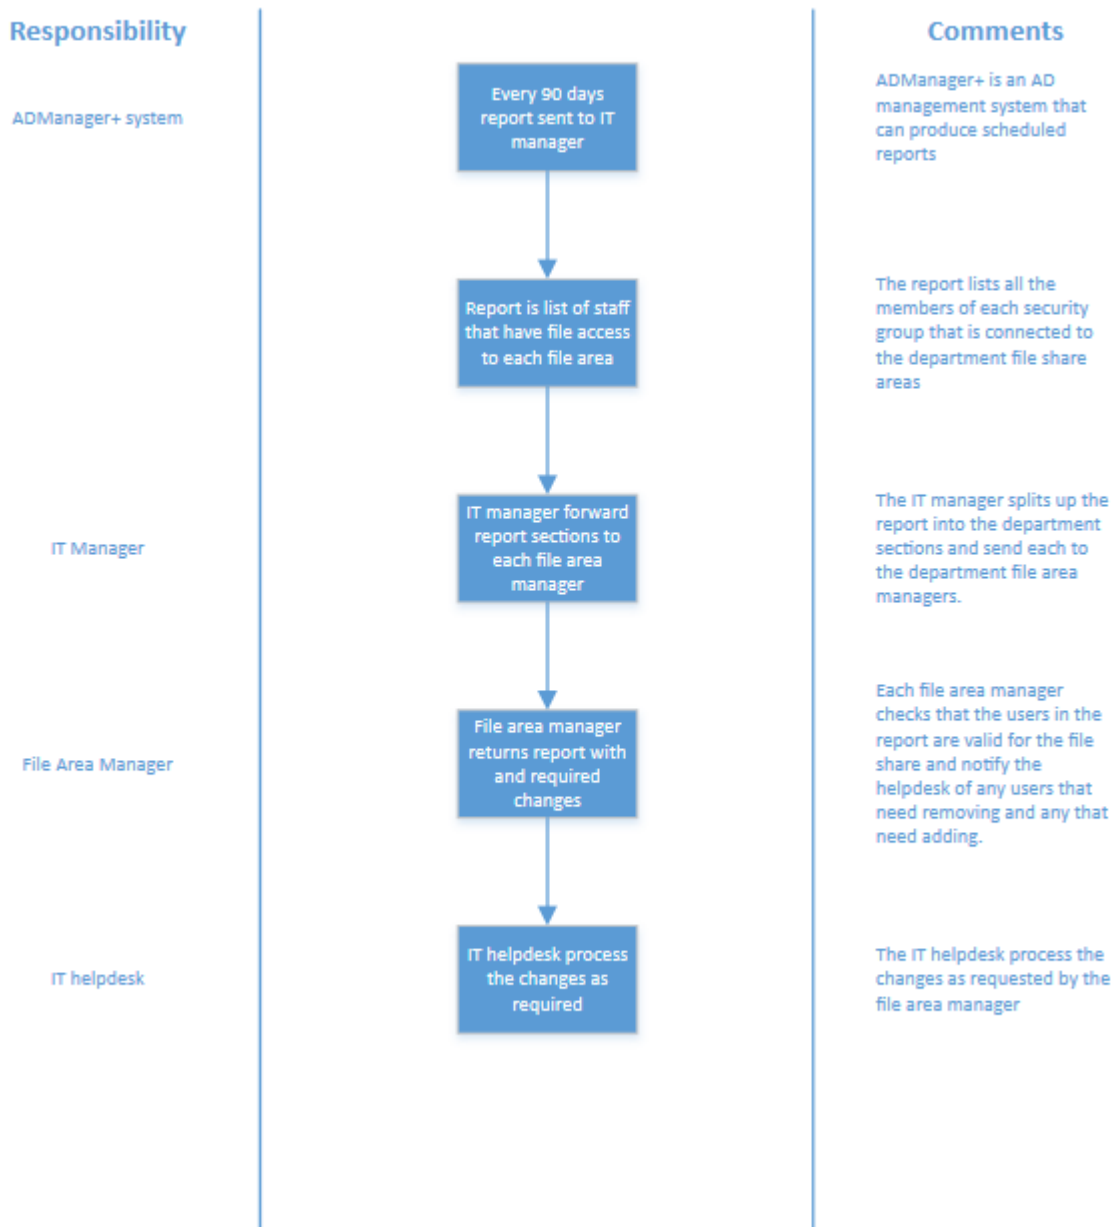 Responsibility
Comments
ADManager+ system
Every 90 days
report sent to IT
manager
ADManager+ is an AD
management system that
can produce scheduled
reports
Report is list of staff
that have file access
to each file area
The report lists all the
members of each security
group that is connected to
the department file share
areas
IT Manager
IT manager forward
report sections to
each file area
manager
The IT manager splits up the
report into the department
sections and send each to
the department file area
managers.
File Area Manager
File area manager
returns report with
and required
changes
Each file area manager
checks that the users in the
report are valid for the file
share and notify the
helpdesk of any users that
need removing and any that
need adding.
IT helpdesk
IT helpdesk process
the changes as
required
The IT helpdesk process the
changes as requested by the
file area manager